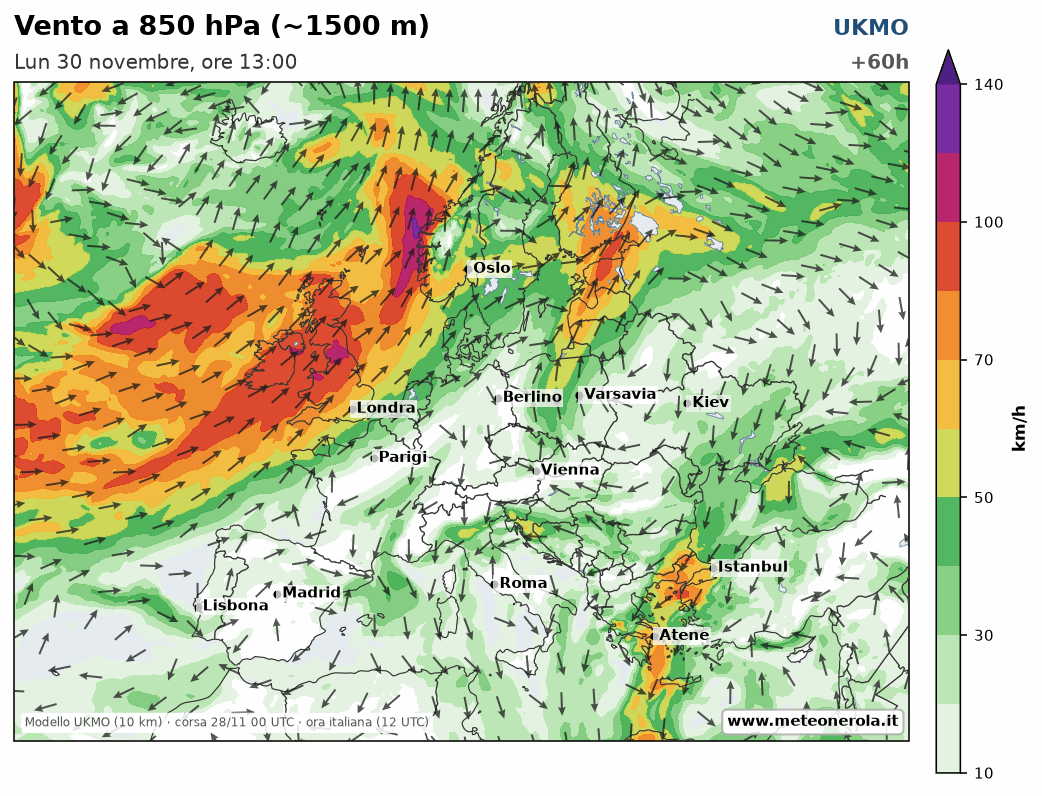 Vento a 850 hPa (~1500 m)
UKMO
Lun 30 novembre, ore 13:00
+60h
140
100
70
50
30
10
km/h
Oslo
Berlino
Varsavia
Kiev
Londra
Parigi
Vienna
Istanbul
Roma
Madrid
Lisbona
Atene
Modello UKMO (10 km) · corsa 28/11 00 UTC · ora italiana (12 UTC)
www.meteonerola.it